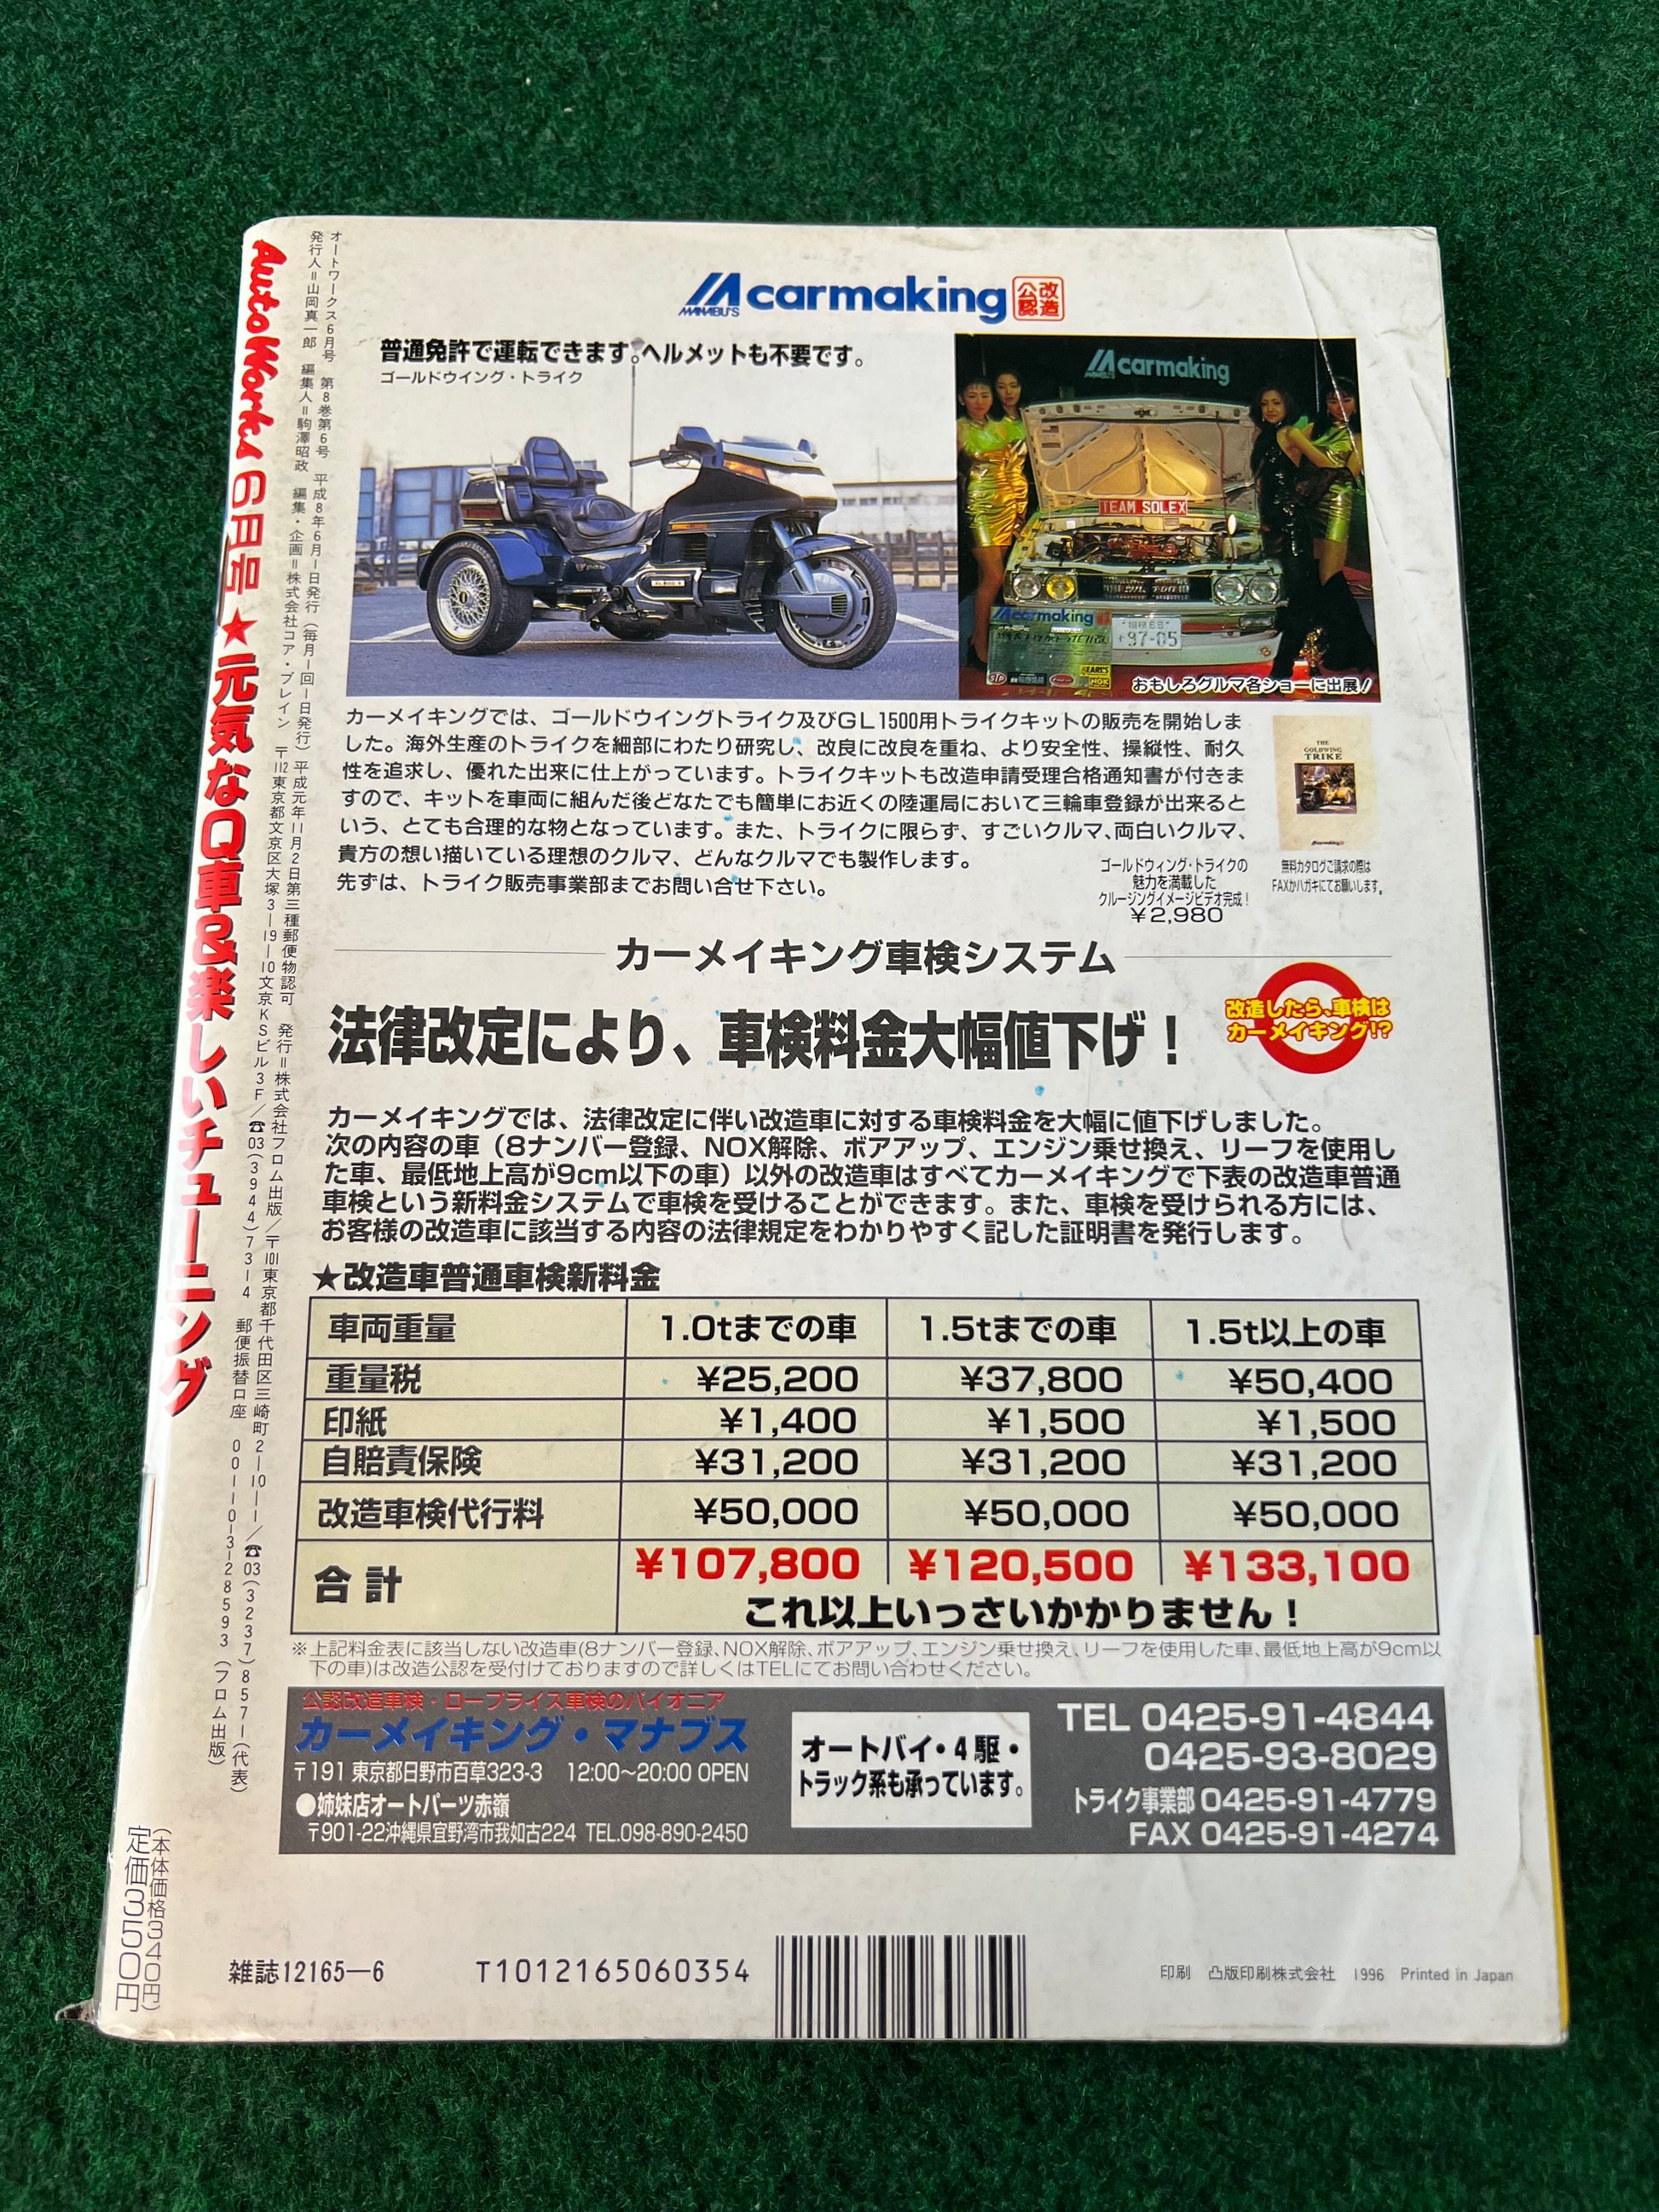 Auto Works 6月号★元気なQ車&楽しいチューニング
オートワークス6月号 第8巻第6号 平成8年6月1日発行(毎月1回1日発行)平成元年11月2日第三種郵便物認可 発行=株式会社フロム出版/〒101東京都千代田区三崎町2-10-11/☎03(3237)8571(代表)
発行人=山岡真一郎 編集人=駒澤昭政 編集・企画=株式会社コア・ブレイン 〒112東京都文京区大塚3-19-10文京KSビル3F/☎03(3944)7314 郵便振替口座 00110-3-28593(フロム出版)
(本体価格340円)
定価350円
MANABU'S carmaking 改造公認
普通免許で運転できます。ヘルメットも不要です。
ゴールドウイング・トライク
carmaking
TEAM SOLEX
carmaking
97-05
STP
EARL'S
NGK
おもしろグルマ各ショーに出展!
カーメイキングでは、ゴールドウイングトライク及びGL1500用トライクキットの販売を開始しま
した。海外生産のトライクを細部にわたり研究し、改良に改良を重ね、より安全性、操縦性、耐久
性を追求し、優れた出来に仕上がっています。トライクキットも改造申請受理合格通知書が付きま
すので、キットを車両に組んだ後どなたでも簡単にお近くの陸運局において三輪車登録が出来ると
いう、とても合理的な物となっています。また、トライクに限らず、すごいクルマ、面白いクルマ、
貴方の想い描いている理想のクルマ、どんなクルマでも製作します。
先ずは、トライク販売事業部までお問い合せ下さい。
THE
GOLDWING
TRIKE
ゴールドウィング・トライクの
魅力を満載した
クルージングイメージビデオ完成!
¥2,980
無料カタログご請求の際は
FAXかハガキにてお願いします。
カーメイキング車検システム
法律改定により、車検料金大幅値下げ!
改造したら、車検は
カーメイキング!?
カーメイキングでは、法律改定に伴い改造車に対する車検料金を大幅に値下げしました。
次の内容の車(8ナンバー登録、NOX解除、ボアアップ、エンジン乗せ換え、リーフを使用し
た車、最低地上高が9cm以下の車)以外の改造車はすべてカーメイキングで下表の改造車普通
車検という新料金システムで車検を受けることができます。また、車検を受けられる方には、
お客様の改造車に該当する内容の法律規定をわかりやすく記した証明書を発行します。
★改造車普通車検新料金
車両重量 1.0tまでの車 1.5tまでの車 1.5t以上の車
重量税 ¥25,200 ¥37,800 ¥50,400
印紙 ¥1,400 ¥1,500 ¥1,500
自賠責保険 ¥31,200 ¥31,200 ¥31,200
改造車検代行料 ¥50,000 ¥50,000 ¥50,000
合計 ¥107,800 ¥120,500 ¥133,100
これ以上いっさいかかりません!
※上記料金表に該当しない改造車(8ナンバー登録、NOX解除、ボアアップ、エンジン乗せ換え、リーフを使用した車、最低地上高が9cm以
下の車)は改造公認を受付けておりますので詳しくはTELにてお問い合わせください。
公認改造車検・ロープライス車検のパイオニア
カーメイキング・マナブス
〒191 東京都日野市百草323-3 12:00〜20:00 OPEN
●姉妹店オートパーツ赤嶺
〒901-22沖縄県宜野湾市我如古224 TEL.098-890-2450
オートバイ・4駆・
トラック系も承っています。
TEL 0425-91-4844
0425-93-8029
トライク事業部 0425-91-4779
FAX 0425-91-4274
雑誌12165―6
T1012165060354
印刷 凸版印刷株式会社 1996 Printed in Japan